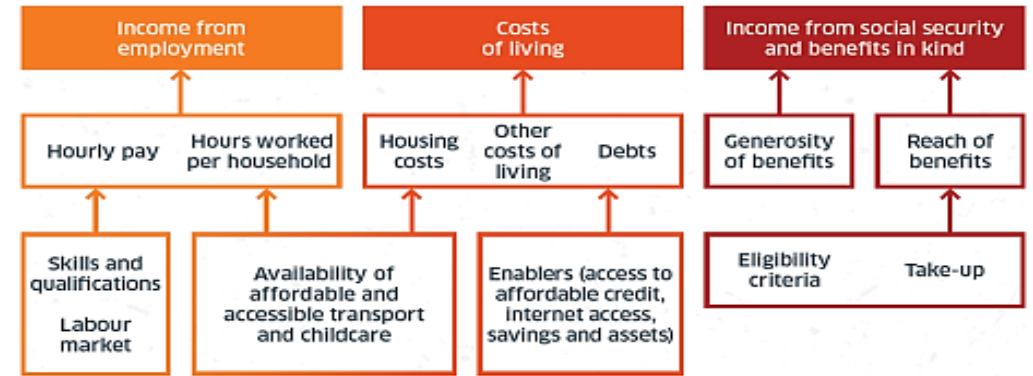 Income from
employment
Costs
of living
Income from social security
and benefits in kind
Hourly pay
Hours worked
per household
Housing
costs
Other
costs of
living
Debts
Generosity
of benefits
Reach of
benefits
Skills and
qualifications
Labour
market
Availability of
affordable and
accessible transport
and childcare
Enablers (access to
affordable credit,
internet access,
savings and assets)
Eligibility
criteria
Take-up